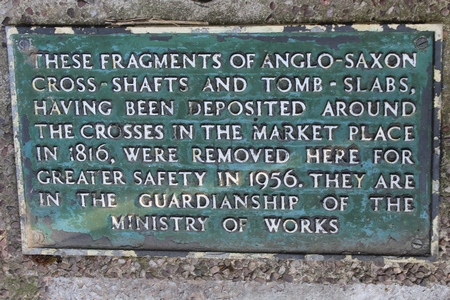 THESE FRAGMENTS OF ANGLO-SAXON
CROSS-SHAFTS AND TOMB-SLABS,
HAVING BEEN DEPOSITED AROUND
THE CROSSES IN THE MARKET PLACE
IN 1816, WERE REMOVED HERE FOR
GREATER SAFETY IN 1956. THEY ARE
IN THE GUARDIANSHIP OF THE
MINISTRY OF WORKS